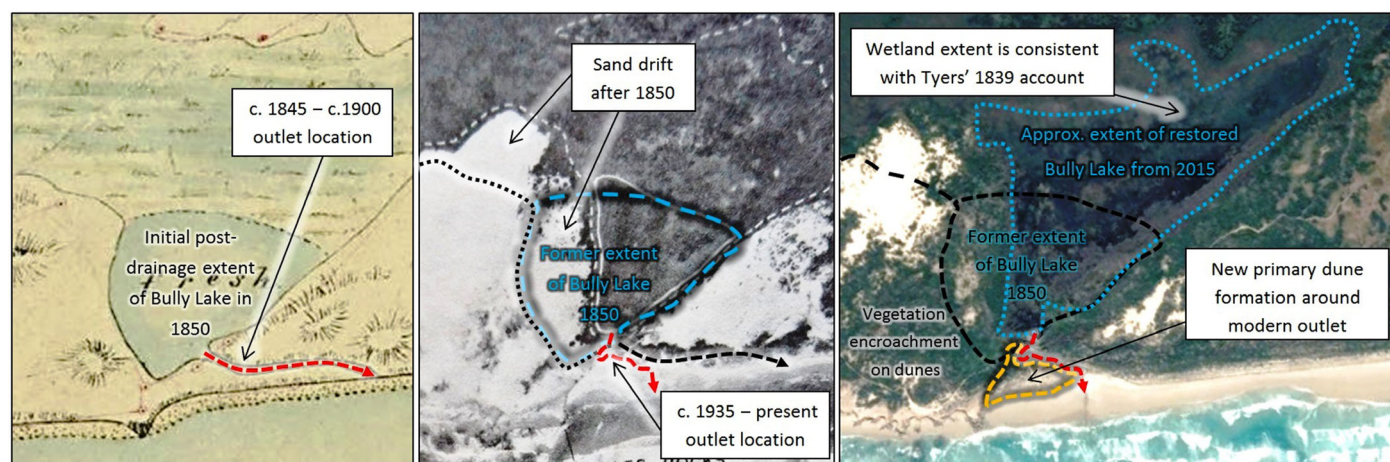 c. 1845 – c.1900
outlet location
Initial post-
drainage extent
of Bully Lake in
1850
fresh
Sand drift
after 1850
Former extent
of Bully Lake
1850
c. 1935 – present
outlet location
Wetland extent is consistent
with Tyers’ 1839 account
Approx. extent of restored
Bully Lake from 2015
Former extent
of Bully Lake
1850
New primary dune
formation around
modern outlet
Vegetation
encroachment
on dunes